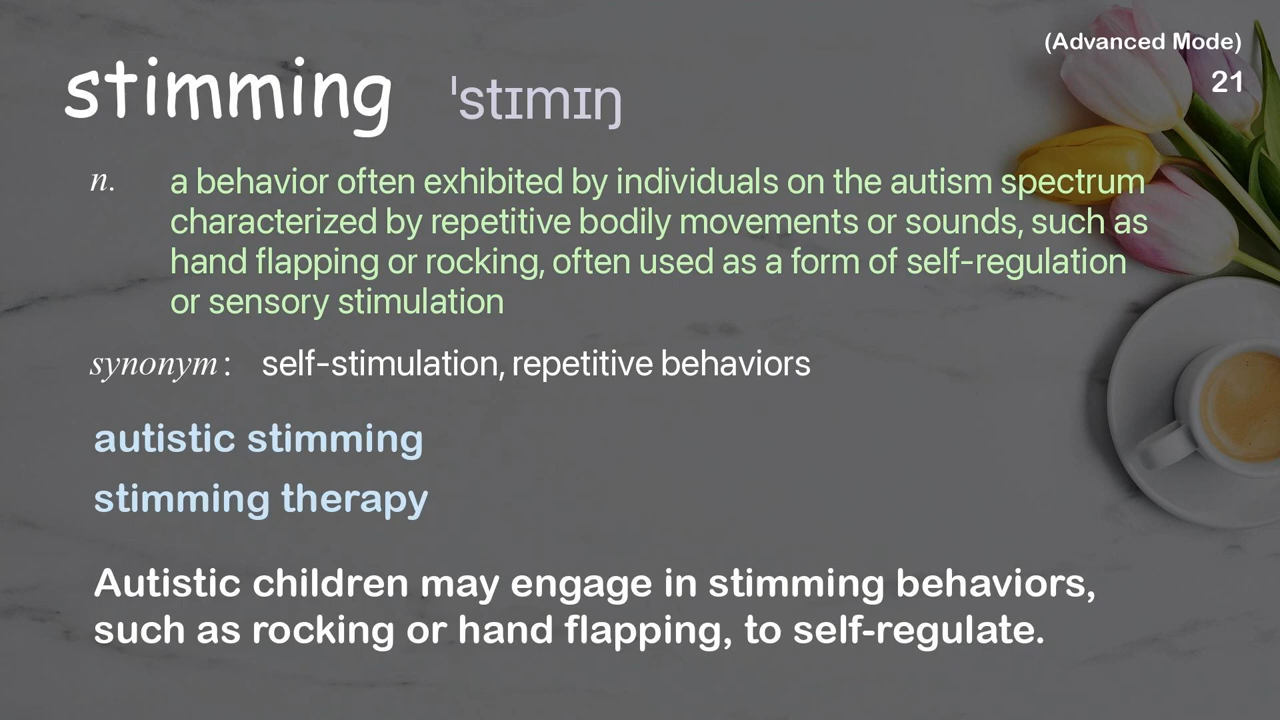 (Advanced Mode)
21
stimming ˈstɪmɪŋ
n. a behavior often exhibited by individuals on the autism spectrum
characterized by repetitive bodily movements or sounds, such as
hand flapping or rocking, often used as a form of self-regulation
or sensory stimulation
synonym: self-stimulation, repetitive behaviors
autistic stimming
stimming therapy
Autistic children may engage in stimming behaviors,
such as rocking or hand flapping, to self-regulate.